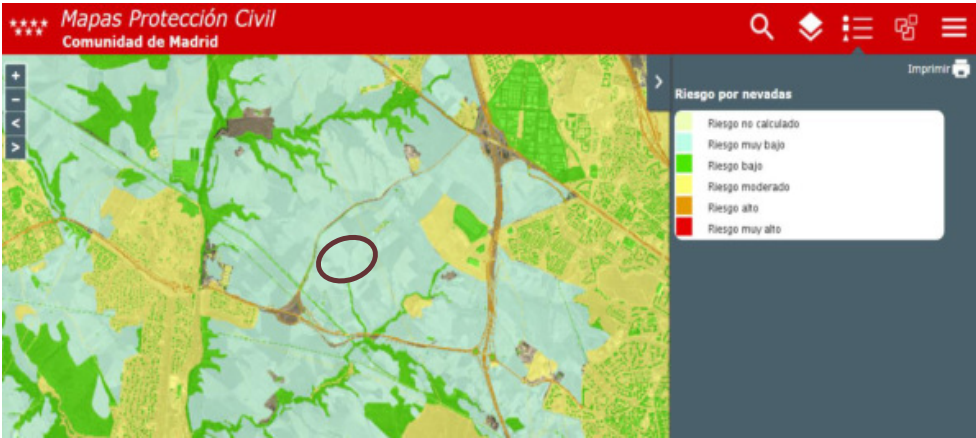 Mapas Protección Civil
Comunidad de Madrid
Imprimir
+
−
<
>
>
Riesgo por nevadas
Riesgo no calculado
Riesgo muy bajo
Riesgo bajo
Riesgo moderado
Riesgo alto
Riesgo muy alto